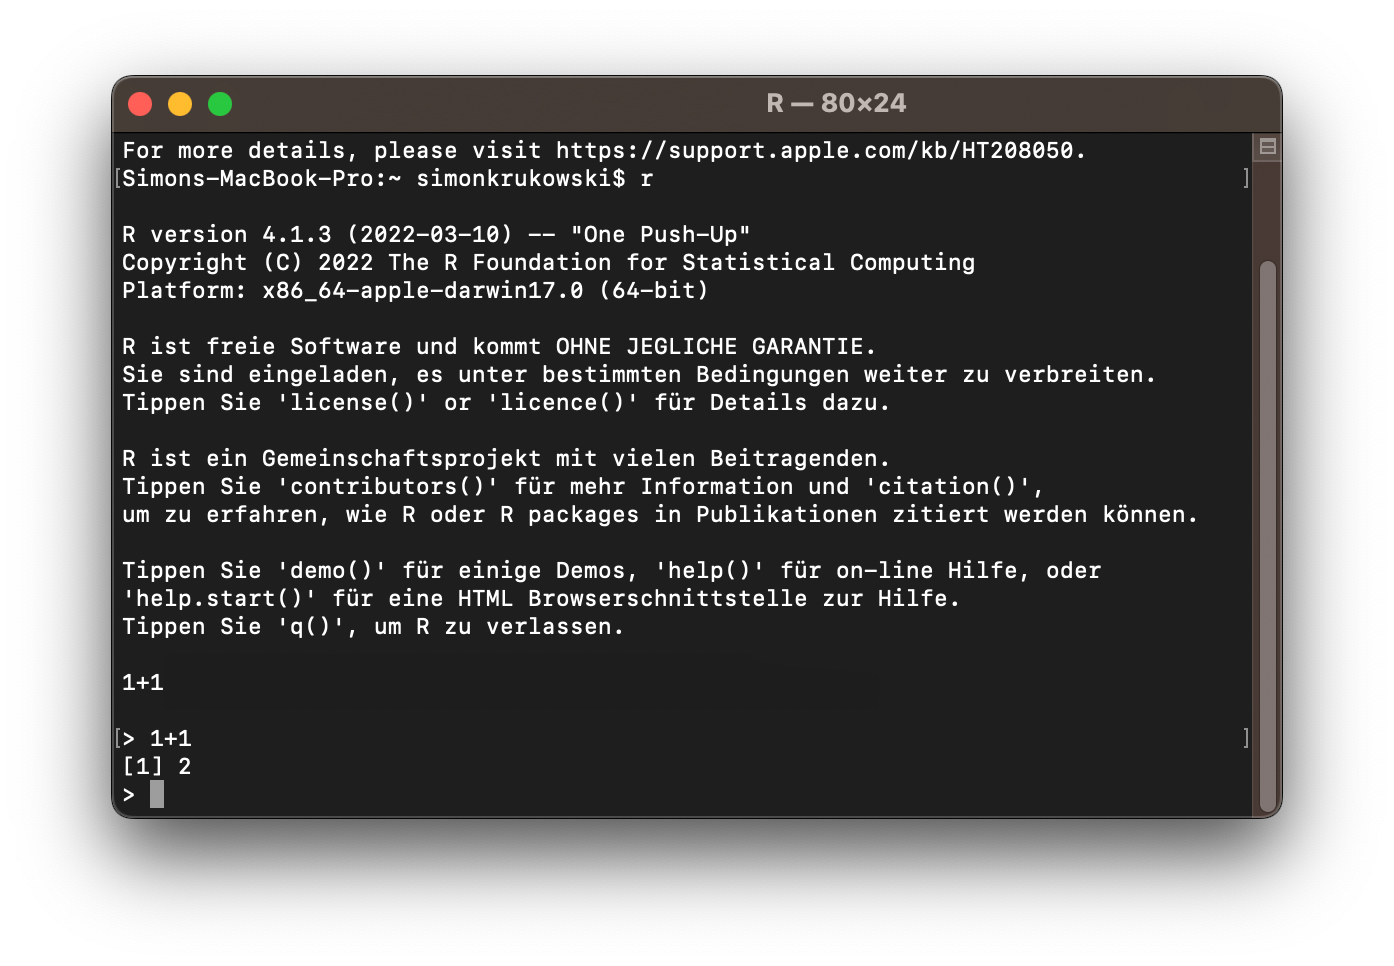 R — 80×24
For more details, please visit https://support.apple.com/kb/HT208050.
[Simons-MacBook-Pro:~ simonkrukowski$ r ]
R version 4.1.3 (2022-03-10) -- "One Push-Up"
Copyright (C) 2022 The R Foundation for Statistical Computing
Platform: x86_64-apple-darwin17.0 (64-bit)
R ist freie Software und kommt OHNE JEGLICHE GARANTIE.
Sie sind eingeladen, es unter bestimmten Bedingungen weiter zu verbreiten.
Tippen Sie 'license()' or 'licence()' für Details dazu.
R ist ein Gemeinschaftsprojekt mit vielen Beitragenden.
Tippen Sie 'contributors()' für mehr Information und 'citation()',
um zu erfahren, wie R oder R packages in Publikationen zitiert werden können.
Tippen Sie 'demo()' für einige Demos, 'help()' für on-line Hilfe, oder
'help.start()' für eine HTML Browserschnittstelle zur Hilfe.
Tippen Sie 'q()', um R zu verlassen.
1+1
[> 1+1 ]
[1] 2
>